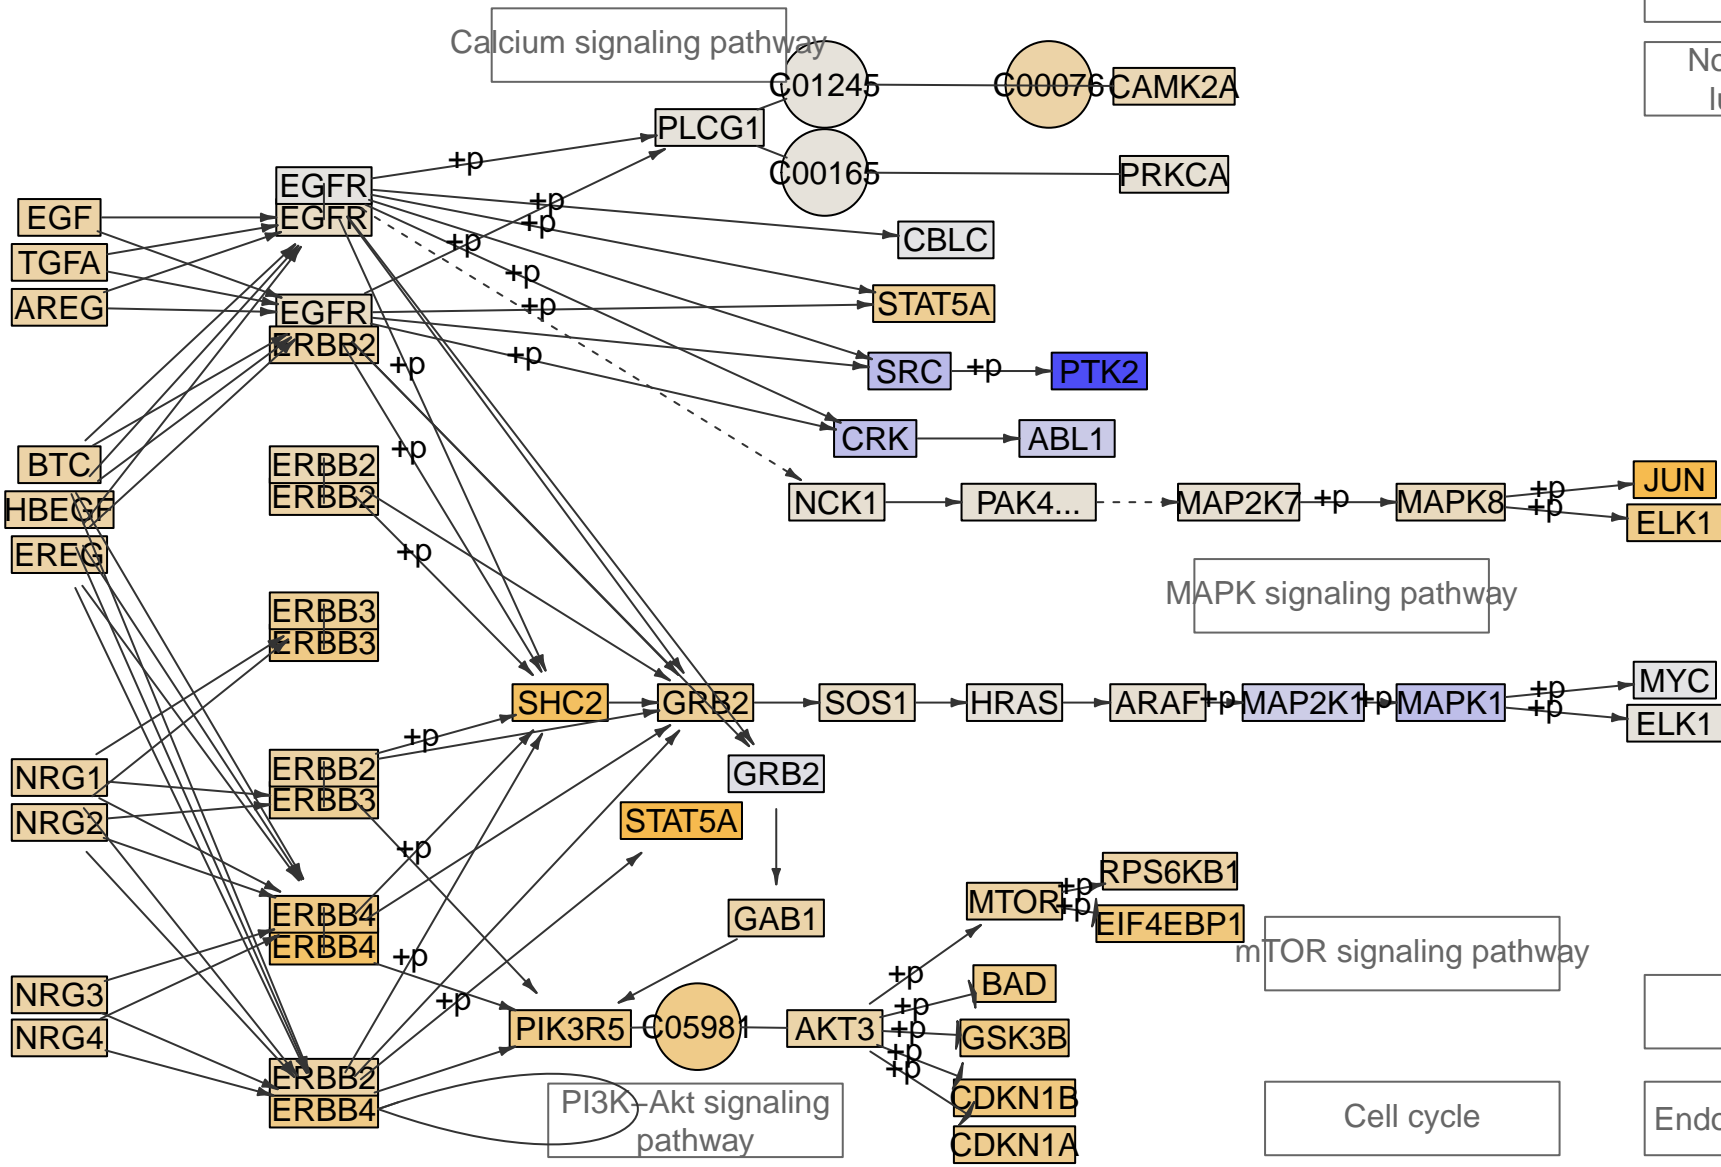 Calcium signaling pathway
No
lu
C01245
C00076
CAMK2A
PLCG1
C00165
PRKCA
+p
EGFR
EGFR
EGF
+p
+p
CBLC
TGFA
+p
+p
AREG
EGFR
+p
STAT5A
ERBB2
+p
+p
SRC
+p
PTK2
CRK
ABL1
+p
BTC
ERBB2
ERBB2
HBEGF
NCK1
PAK4...
MAP2K7
+p
MAPK8
+p
+p
JUN
ELK1
EREG
+p
MAPK signaling pathway
ERBB3
ERBB3
SHC2
GRB2
SOS1
HRAS
ARAF
+p
MAP2K1
+p
MAPK1
+p
+p
MYC
ELK1
+p
NRG1
ERBB2
ERBB3
GRB2
NRG2
STAT5A
+p
ERBB4
ERBB4
GAB1
MTOR
+p
+p
RPS6KB1
EIF4EBP1
mTOR signaling pathway
+p
+p
NRG3
+p
+p
BAD
NRG4
PIK3R5
C05981
AKT3
+p
GSK3B
+p
+p
ERBB2
ERBB4
PI3K–Akt signaling
pathway
CDKN1B
CDKN1A
Cell cycle
Endo